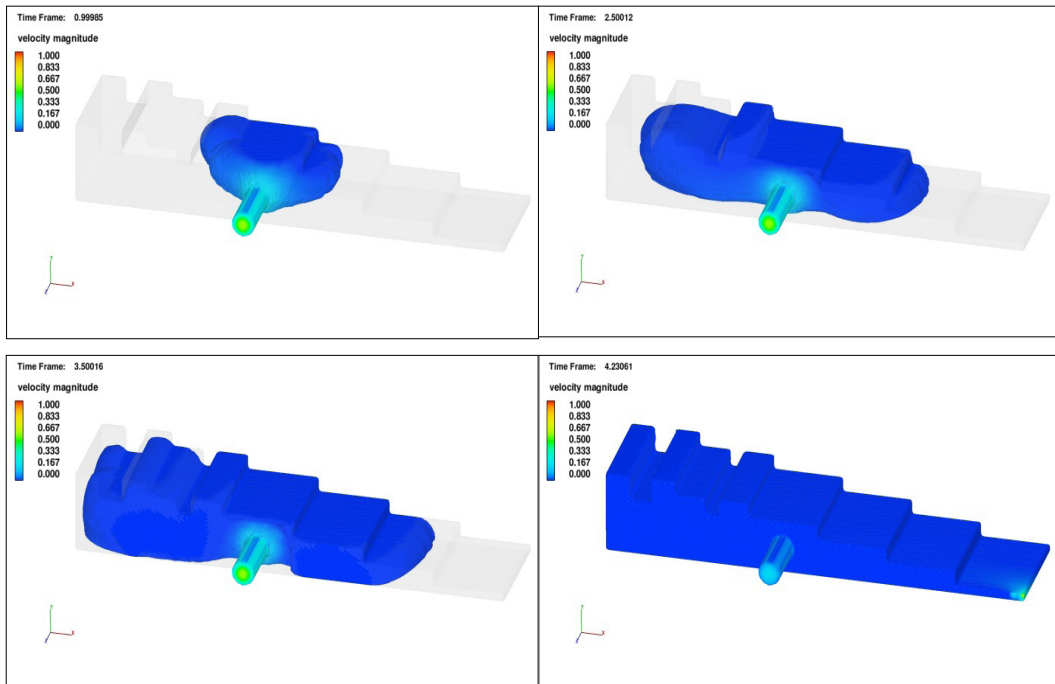 Time Frame: 0.99985
velocity magnitude
1.000
0.833
0.667
0.500
0.333
0.167
0.000
Y
X
Z
Time Frame: 2.50012
velocity magnitude
1.000
0.833
0.667
0.500
0.333
0.167
0.000
Y
X
Z
Time Frame: 3.50016
velocity magnitude
1.000
0.833
0.667
0.500
0.333
0.167
0.000
Y
X
Z
Time Frame: 4.23061
velocity magnitude
1.000
0.833
0.667
0.500
0.333
0.167
0.000
Y
X
Z